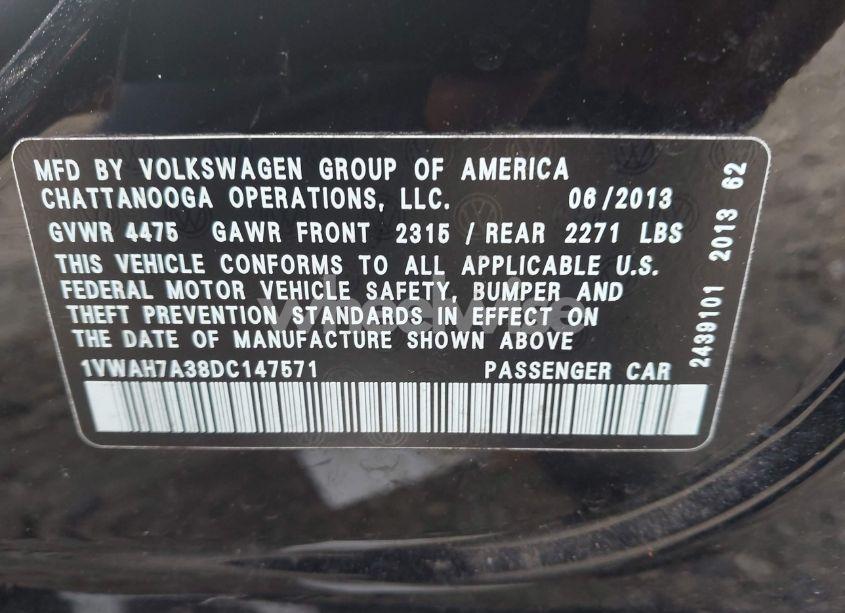 MFD BY VOLKSWAGEN GROUP OF AMERICA
CHATTANOOGA OPERATIONS, LLC. 06/2013
GVWR 4475 GAWR FRONT 2315 / REAR 2271 LBS
THIS VEHICLE CONFORMS TO ALL APPLICABLE U.S.
FEDERAL MOTOR VEHICLE SAFETY, BUMPER AND
THEFT PREVENTION STANDARDS IN EFFECT ON
THE DATE OF MANUFACTURE SHOWN ABOVE
1VWAH7A38DC147571 PASSENGER CAR
2439101 2013 62